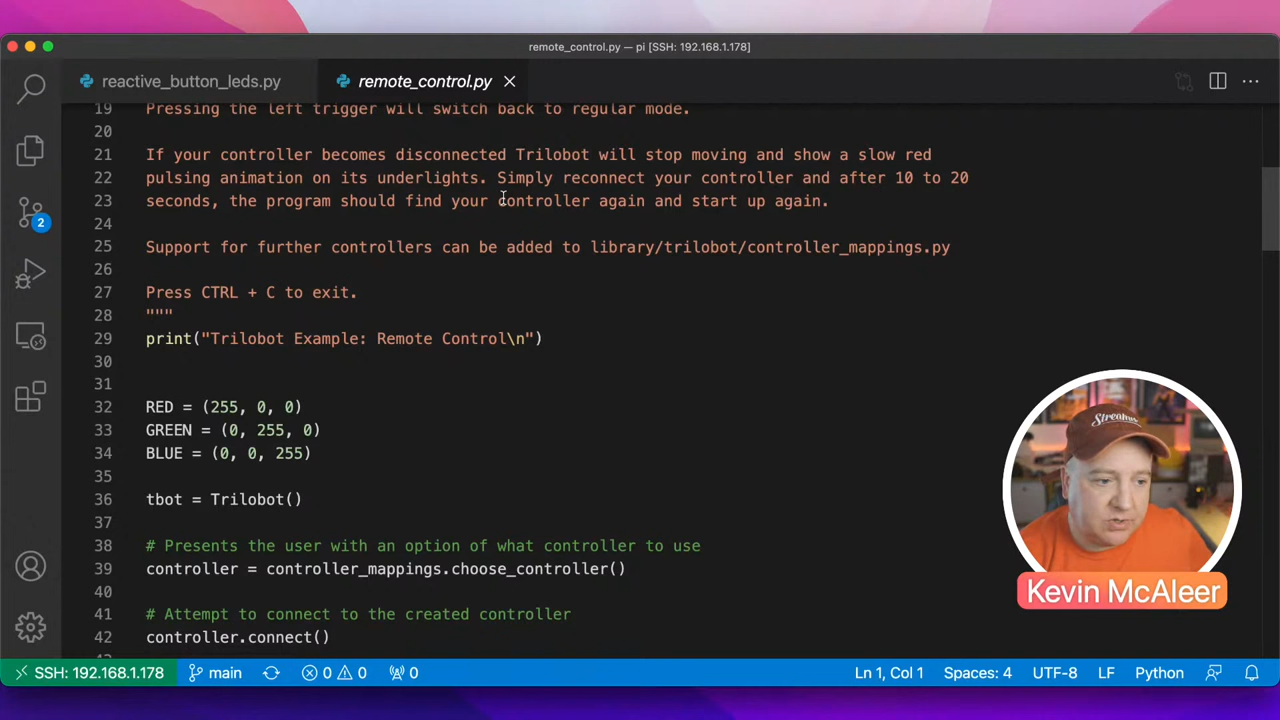 remote_control.py — pi [SSH: 192.168.1.178]
reactive_button_leds.py
remote_control.py
19 Pressing the left trigger will switch back to regular mode.
20
21 If your controller becomes disconnected Trilobot will stop moving and show a slow red
22 pulsing animation on its underlights. Simply reconnect your controller and after 10 to 20
23 seconds, the program should find your controller again and start up again.
24
25 Support for further controllers can be added to library/trilobot/controller_mappings.py
26
27 Press CTRL + C to exit.
28 """
29 print("Trilobot Example: Remote Control\n")
30
31
32 RED = (255, 0, 0)
33 GREEN = (0, 255, 0)
34 BLUE = (0, 0, 255)
35
36 tbot = Trilobot()
37
38 # Presents the user with an option of what controller to use
39 controller = controller_mappings.choose_controller()
40
41 # Attempt to connect to the created controller
42 controller.connect()
2
Kevin McAleer
SSH: 192.168.1.178 main 0 0 0 Ln 1, Col 1 Spaces: 4 UTF-8 LF Python